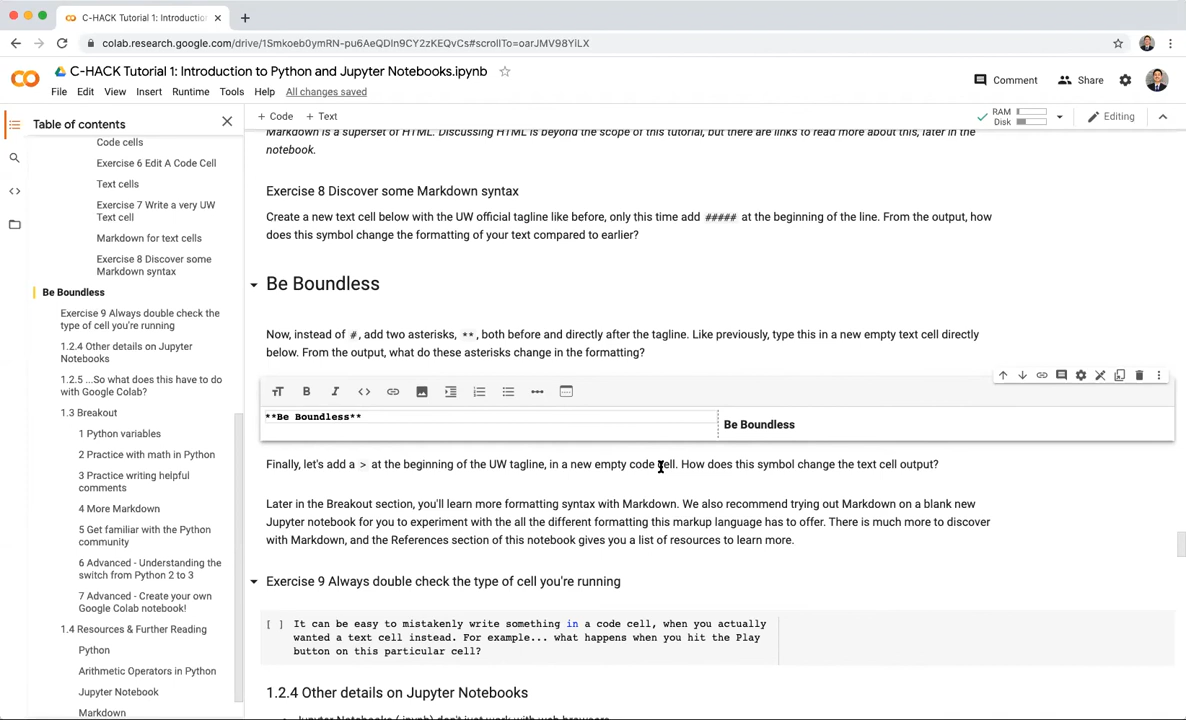 C-HACK Tutorial 1: Introductio
colab.research.google.com/drive/1Smkoeb0ymRN-pu6AeQDIn9CY2zKEQvCs#scrollTo=oarJMV98YiLX
C-HACK Tutorial 1: Introduction to Python and Jupyter Notebooks.ipynb
Comment
Share
File Edit View Insert Runtime Tools Help All changes saved
Table of contents
+ Code + Text
RAM
Disk
Editing
Code cells
Exercise 6 Edit A Code Cell
Text cells
Exercise 7 Write a very UW
Text cell
Markdown for text cells
Exercise 8 Discover some
Markdown syntax
Be Boundless
Exercise 9 Always double check the
type of cell you're running
1.2.4 Other details on Jupyter
Notebooks
1.2.5 ...So what does this have to do
with Google Colab?
1.3 Breakout
1 Python variables
2 Practice with math in Python
3 Practice writing helpful
comments
4 More Markdown
5 Get familiar with the Python
community
6 Advanced - Understanding the
switch from Python 2 to 3
7 Advanced - Create your own
Google Colab notebook!
1.4 Resources & Further Reading
Python
Arithmetic Operators in Python
Jupyter Notebook
Markdown
Markdown is a superset of HTML. Discussing HTML is beyond the scope of this tutorial, but there are links to read more about this, later in the
notebook.
Exercise 8 Discover some Markdown syntax
Create a new text cell below with the UW official tagline like before, only this time add ##### at the beginning of the line. From the output, how
does this symbol change the formatting of your text compared to earlier?
Be Boundless
Now, instead of #, add two asterisks, **, both before and directly after the tagline. Like previously, type this in a new empty text cell directly
below. From the output, what do these asterisks change in the formatting?
**Be Boundless**
Be Boundless
Finally, let's add a > at the beginning of the UW tagline, in a new empty code cell. How does this symbol change the text cell output?
Later in the Breakout section, you'll learn more formatting syntax with Markdown. We also recommend trying out Markdown on a blank new
Jupyter notebook for you to experiment with the all the different formatting this markup language has to offer. There is much more to discover
with Markdown, and the References section of this notebook gives you a list of resources to learn more.
Exercise 9 Always double check the type of cell you're running
[ ] It can be easy to mistakenly write something in a code cell, when you actually
wanted a text cell instead. For example... what happens when you hit the Play
button on this particular cell?
1.2.4 Other details on Jupyter Notebooks
Jupyter Notebooks (.ipynb) don't just work with web browsers